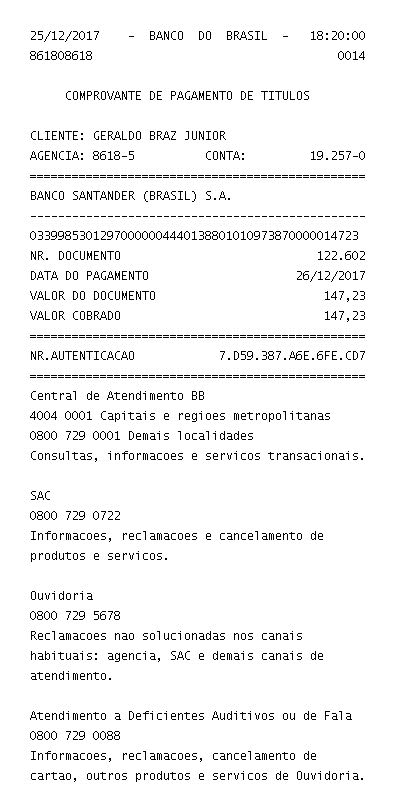 25/12/2017 - BANCO DO BRASIL - 18:20:00
861808618 0014
COMPROVANTE DE PAGAMENTO DE TITULOS
CLIENTE: GERALDO BRAZ JUNIOR
AGENCIA: 8618-5 CONTA: 19.257-0
================================================
BANCO SANTANDER (BRASIL) S.A.
------------------------------------------------
03399853012970000004440138801010973870000014723
NR. DOCUMENTO 122.602
DATA DO PAGAMENTO 26/12/2017
VALOR DO DOCUMENTO 147,23
VALOR COBRADO 147,23
================================================
NR.AUTENTICACAO 7.D59.387.A6E.6FE.CD7
================================================
Central de Atendimento BB
4004 0001 Capitais e regioes metropolitanas
0800 729 0001 Demais localidades
Consultas, informacoes e servicos transacionais.
SAC
0800 729 0722
Informacoes, reclamacoes e cancelamento de
produtos e servicos.
Ouvidoria
0800 729 5678
Reclamacoes nao solucionadas nos canais
habituais: agencia, SAC e demais canais de
atendimento.
Atendimento a Deficientes Auditivos ou de Fala
0800 729 0088
Informacoes, reclamacoes, cancelamento de
cartao, outros produtos e servicos de Ouvidoria.